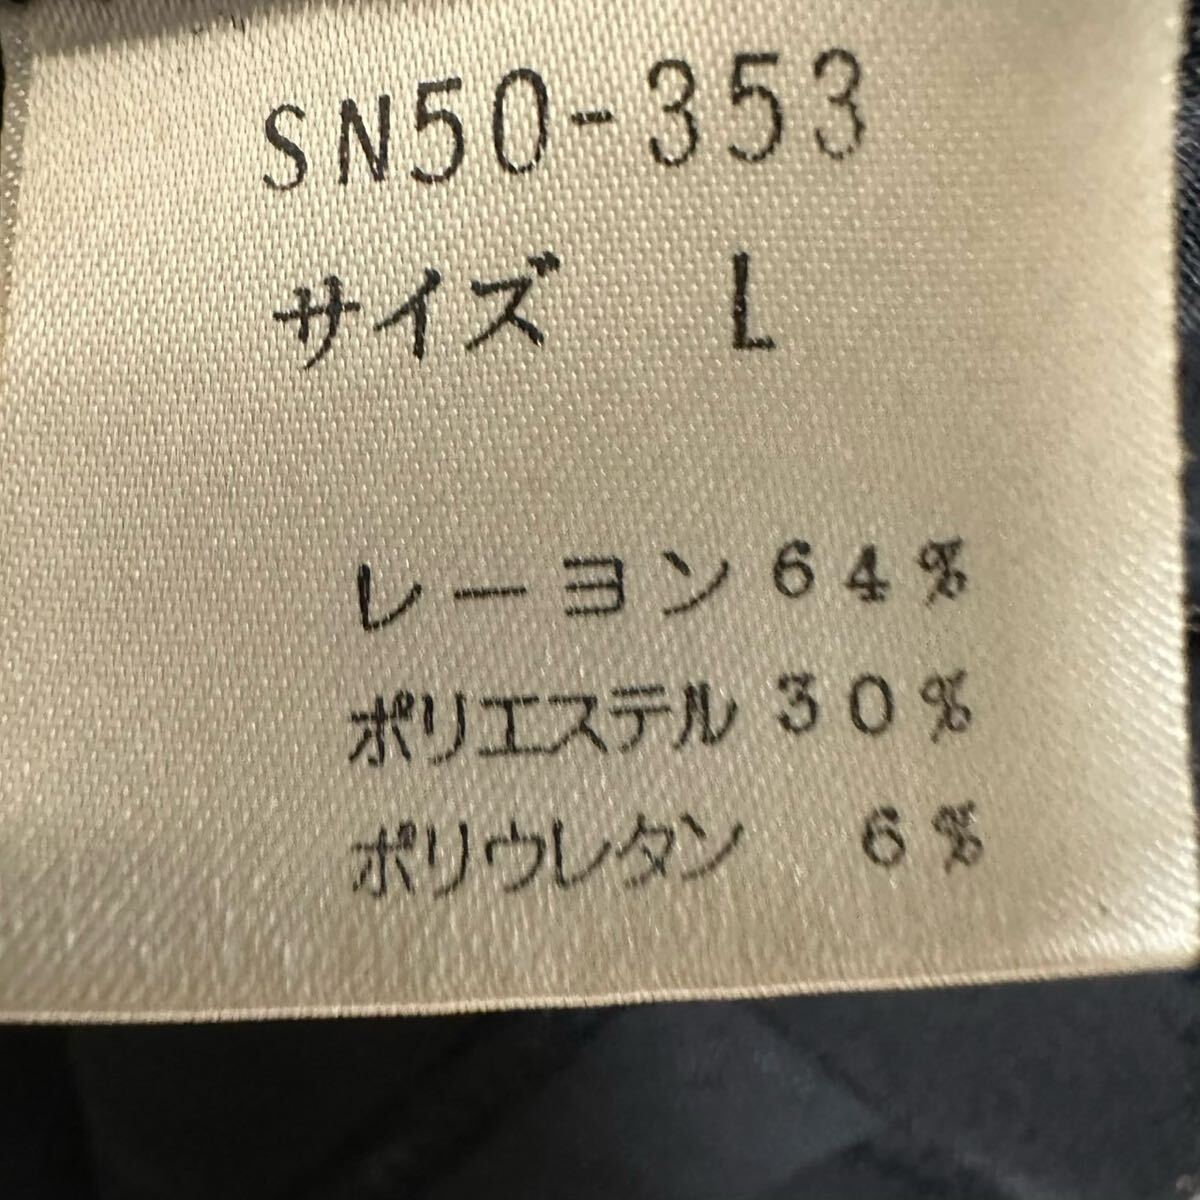 SN50-353
サイズ L
レーヨン64%
ポリエステル30%
ポリウレタン 6%